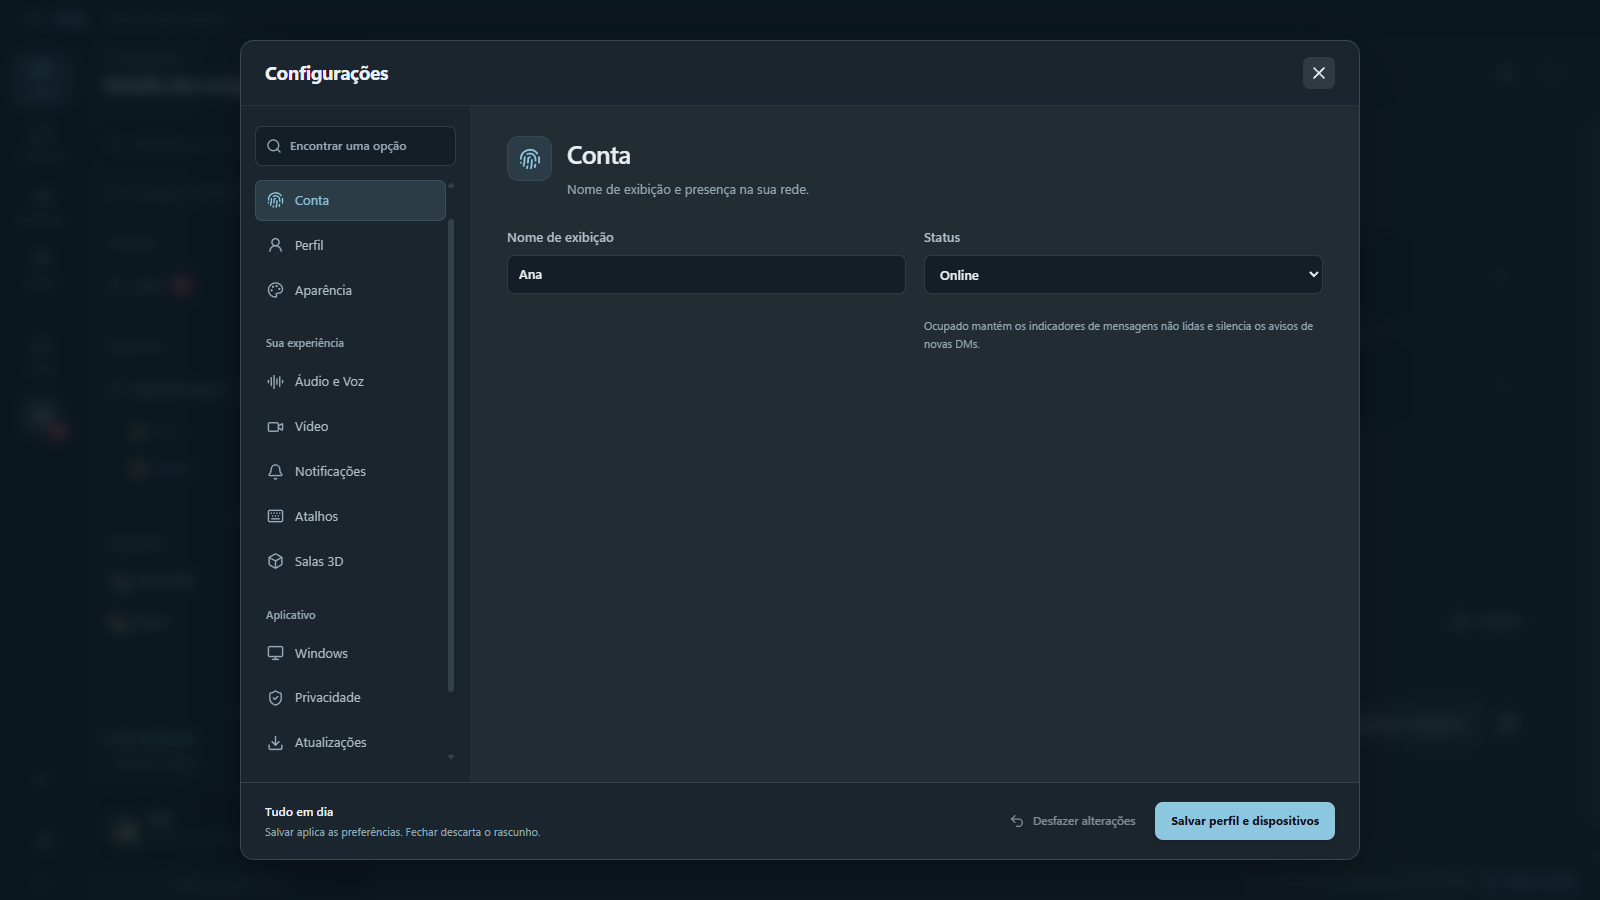 Configurações
Encontrar uma opção
Conta
Perfil
Aparência
Sua experiência
Áudio e Voz
Vídeo
Notificações
Atalhos
Salas 3D
Aplicativo
Windows
Privacidade
Atualizações
Conta
Nome de exibição e presença na sua rede.
Nome de exibição
Ana
Status
Online
Ocupado mantém os indicadores de mensagens não lidas e silencia os avisos de
novas DMs.
Tudo em dia
Salvar aplica as preferências. Fechar descarta o rascunho.
Desfazer alterações
Salvar perfil e dispositivos